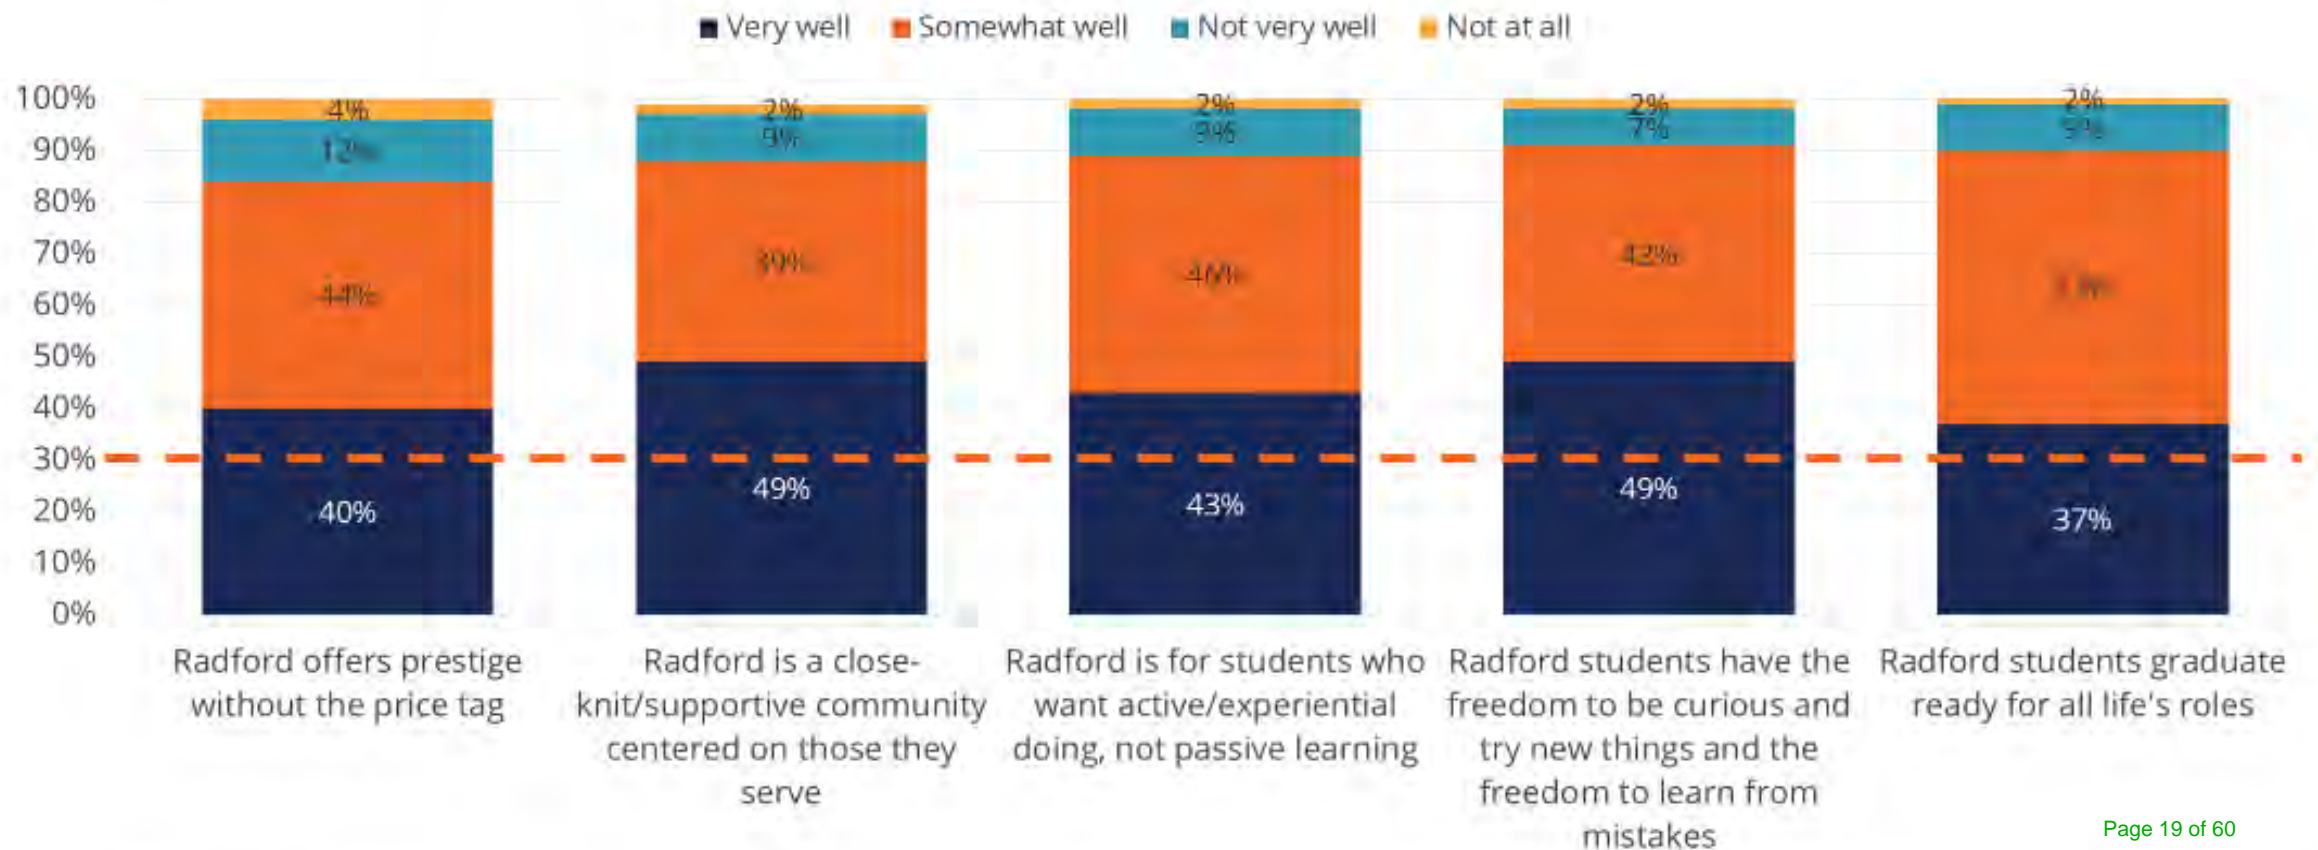 Very well Somewhat well Not very well Not at all
100%
90%
80%
70%
60%
50%
40%
30%
20%
10%
0%
4%
12%
44%
40%
2%
9%
39%
49%
2%
9%
46%
43%
2%
7%
42%
49%
2%
9%
37%
Radford offers prestige
without the price tag
Radford is a close-
knit/supportive community
centered on those they
serve
Radford is for students who
want active/experiential
doing, not passive learning
Radford students have the
freedom to be curious and
try new things and the
freedom to learn from
mistakes
Radford students graduate
ready for all life's roles
Page 19 of 60